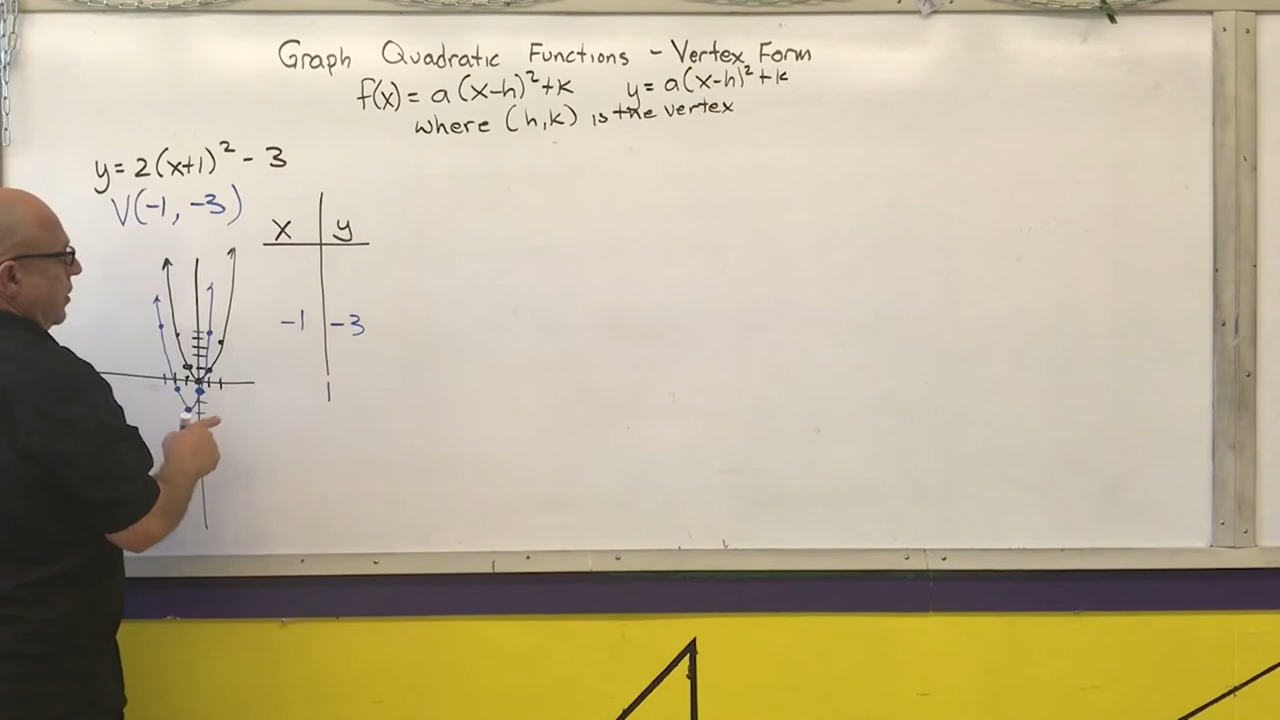 Graph Quadratic Functions - Vertex Form
f(x) = a(x-h)²+k    y = a(x-h)²+k
where (h,k) is the vertex
y = 2(x+1)² - 3
V(-1, -3)
x y
-1 -3